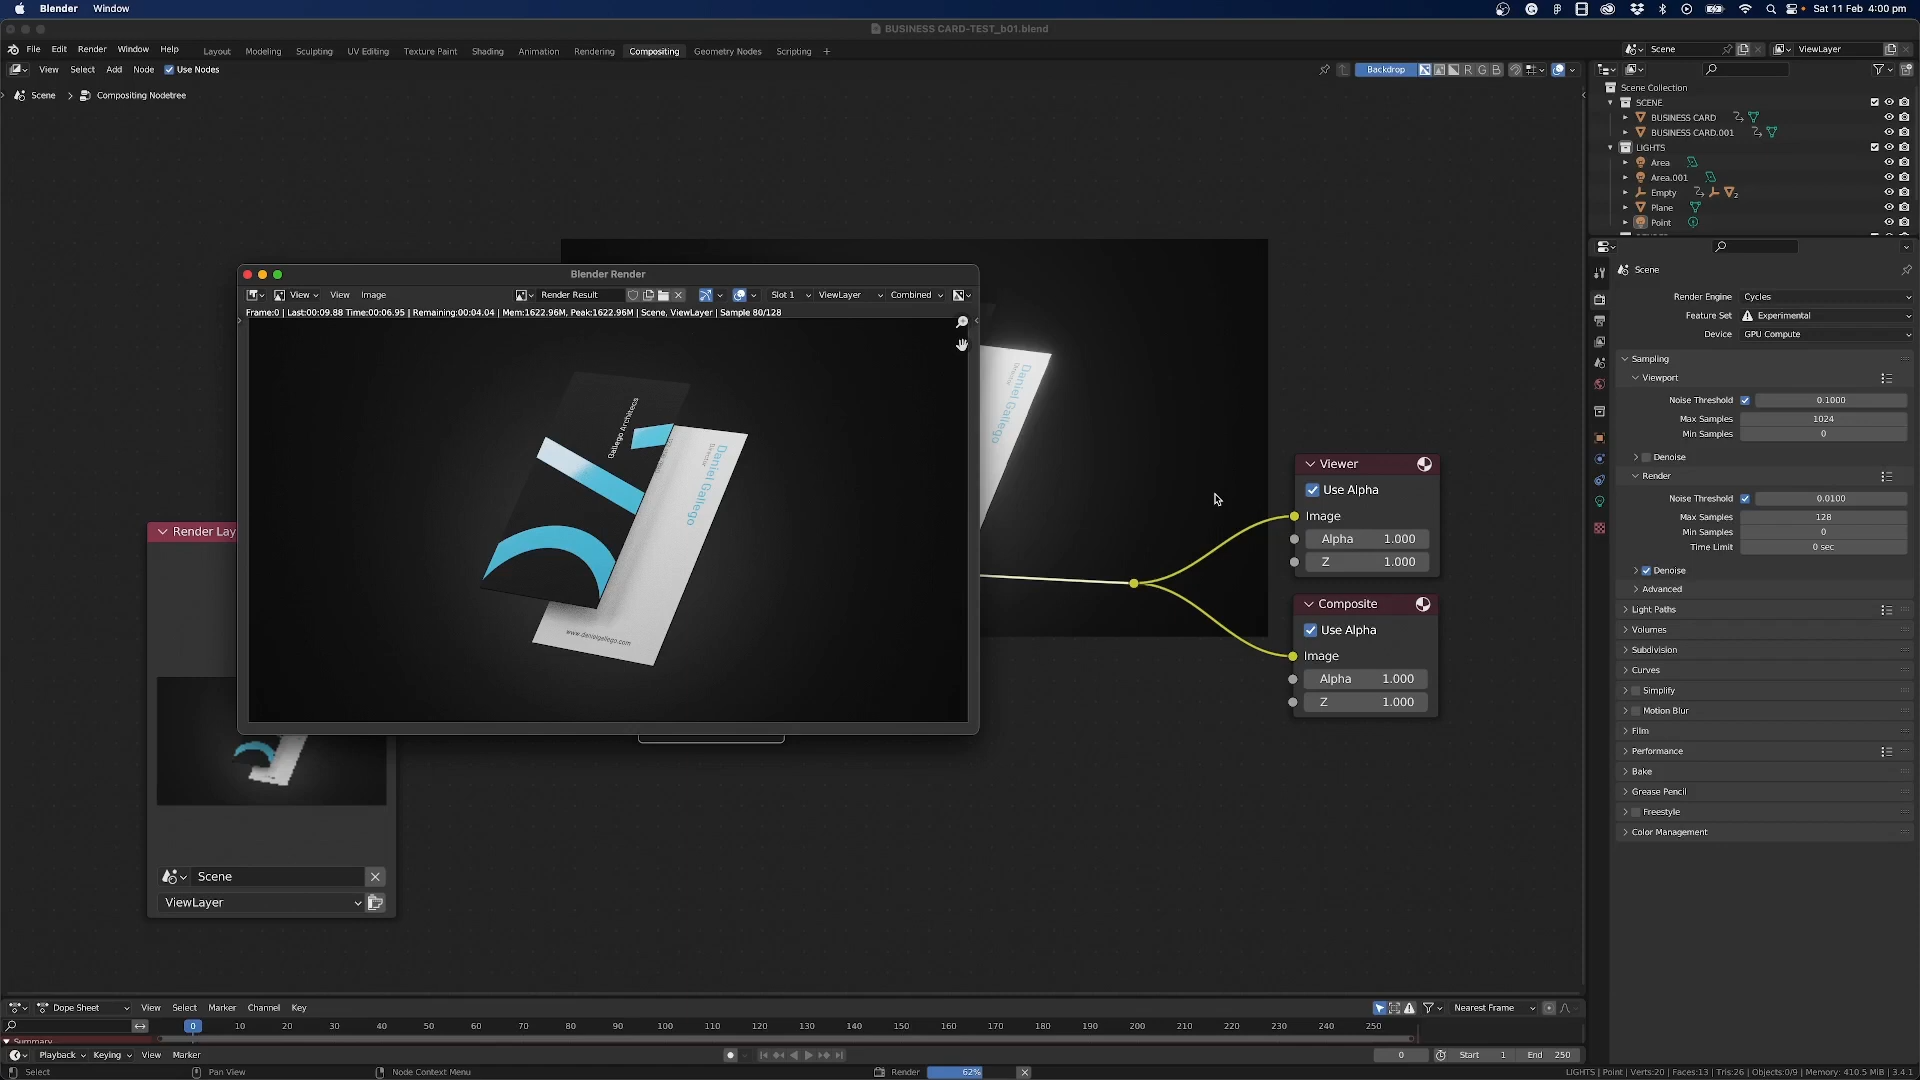 Blender Window Sat 11 Feb 4:00 pm
BUSINESS CARD-TEST_b01.blend
File Edit Render Window Help Layout Modeling Sculpting UV Editing Texture Paint Shading Animation Rendering Compositing Geometry Nodes Scripting + Scene ViewLayer
View Select Add Node Use Nodes Backdrop R G B
Scene > Compositing Nodetree
Scene Collection
SCENE
BUSINESS CARD
BUSINESS CARD.001
LIGHTS
Area
Area.001
Empty
Plane
Point
Blender Render
View View Image Render Result Slot 1 ViewLayer Combined
Frame:0 | Last:00:09.88 Time:00:06.95 | Remaining:00:04.04 | Mem:1622.96M, Peak:1622.96M | Scene, ViewLayer | Sample 80/128
Gallego Architects
Daniel Gallego
Director
www.danielgallego.com
Daniel Gallego
Director
Render Lay
Scene
ViewLayer
Viewer
Use Alpha
Image
Alpha 1.000
Z 1.000
Composite
Use Alpha
Image
Alpha 1.000
Z 1.000
Scene
Render Engine Cycles
Feature Set Experimental
Device GPU Compute
Sampling
Viewport
Noise Threshold 0.1000
Max Samples 1024
Min Samples 0
Denoise
Render
Noise Threshold 0.0100
Max Samples 128
Min Samples 0
Time Limit 0 sec
Denoise
Advanced
Light Paths
Volumes
Subdivision
Curves
Simplify
Motion Blur
Film
Performance
Bake
Grease Pencil
Freestyle
Color Management
Dope Sheet View Select Marker Channel Key Nearest Frame
0 10 20 30 40 50 60 70 80 90 100 110 120 130 140 150 160 170 180 190 200 210 220 230 240 250
Summary
Playback Keying View Marker 0 Start 1 End 250
Select Pan View Node Context Menu Render 62% LIGHTS | Point | Verts:20 | Faces:13 | Tris:26 | Objects:0/9 | Memory: 410.5 MiB | 3.4.1